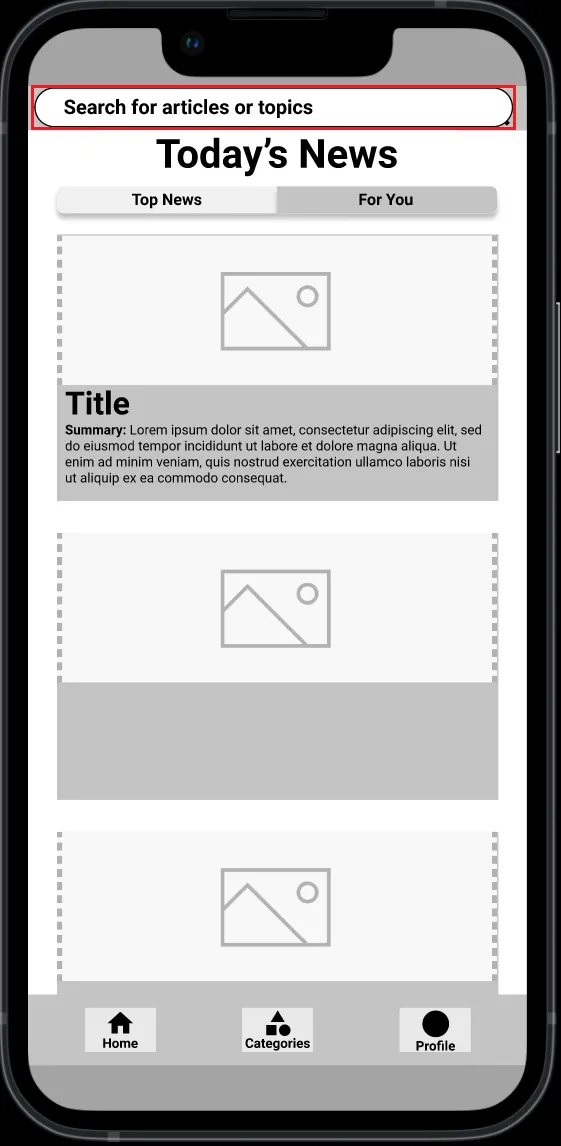 Search for articles or topics
Today’s News
Top News
For You
Title
Summary: Lorem ipsum dolor sit amet, consectetur adipiscing elit, sed
do eiusmod tempor incididunt ut labore et dolore magna aliqua. Ut
enim ad minim veniam, quis nostrud exercitation ullamco laboris nisi
ut aliquip ex ea commodo consequat.
Home
Categories
Profile